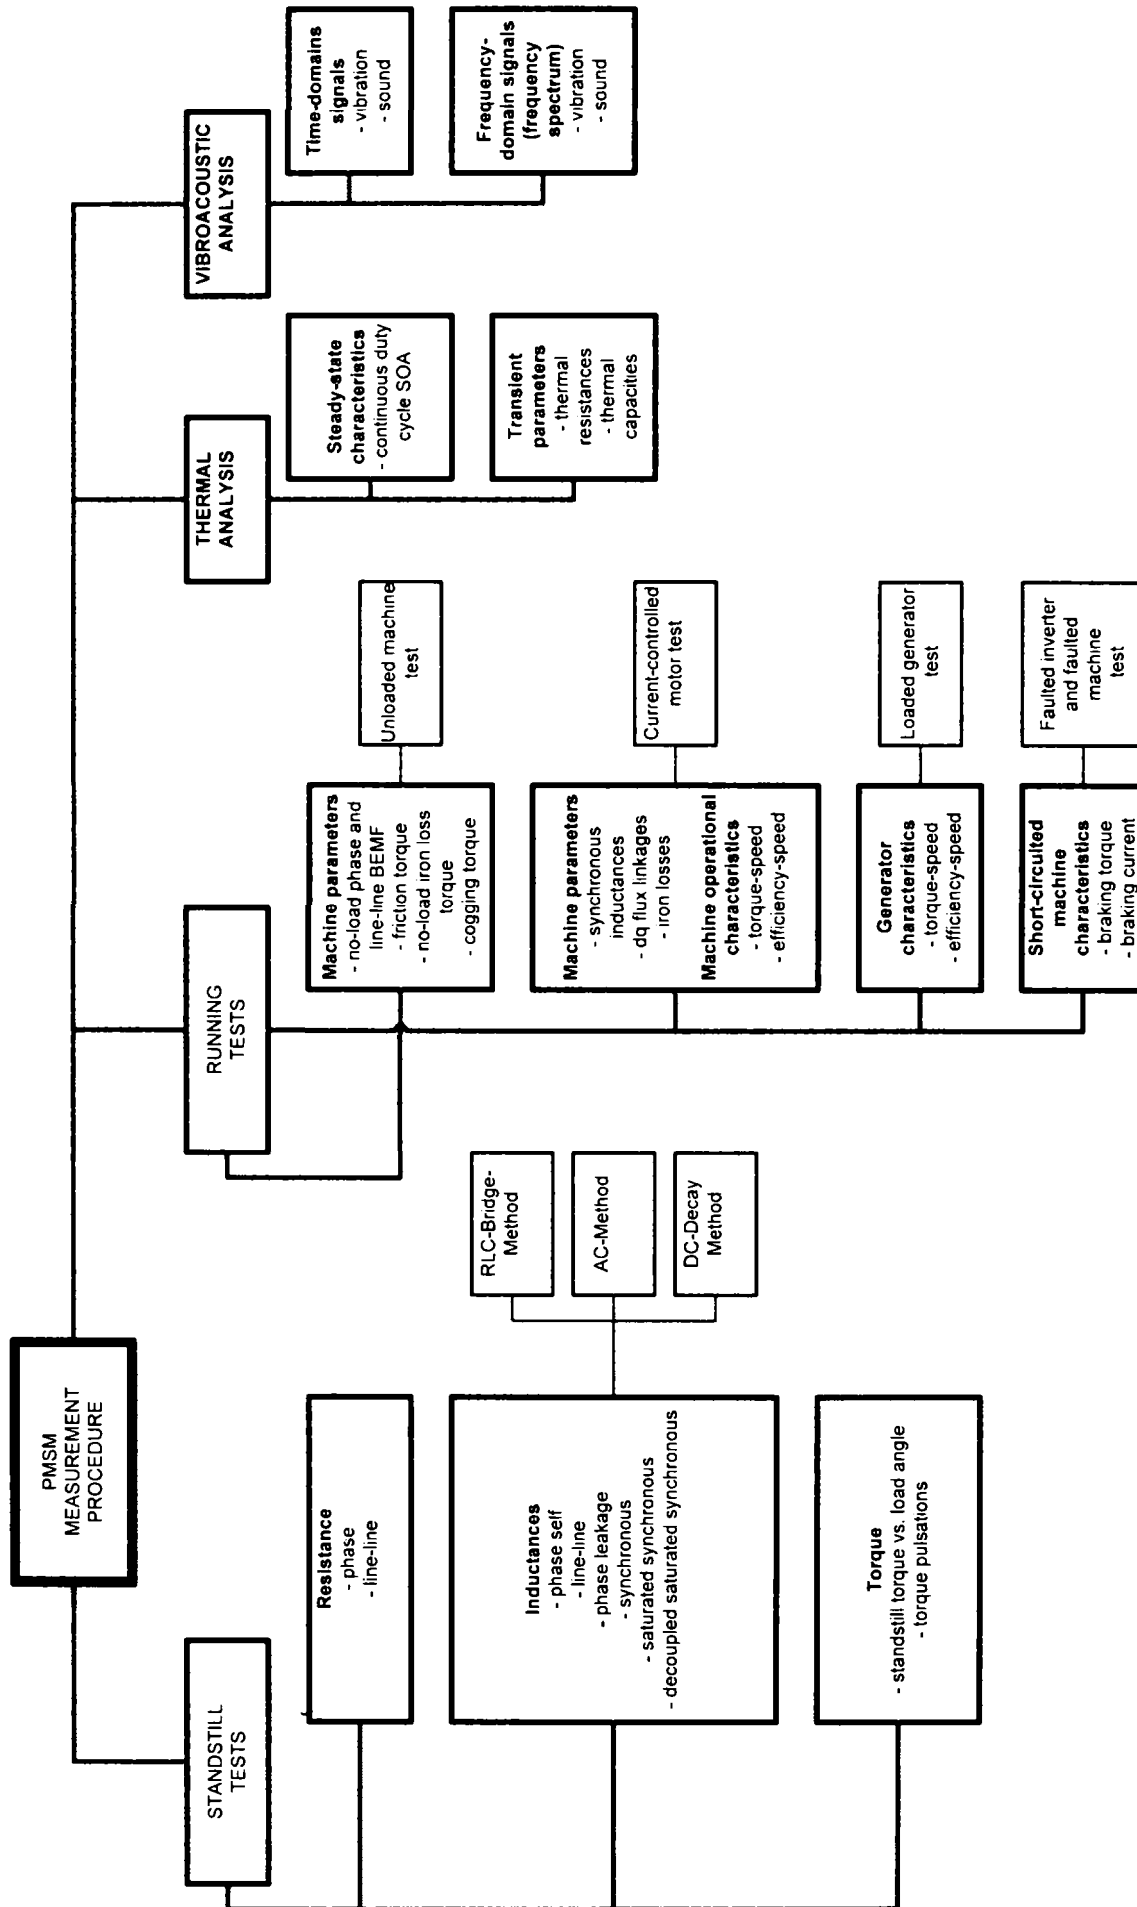 PMSM
MEASUREMENT
PROCEDURE
STANDSTILL
TESTS
Resistance
- phase
- line-line
Inductances
- phase self
- line-line
- phase leakage
- synchronous
- saturated synchronous
- decoupled saturated synchronous
RLC-Bridge-
Method
AC-Method
DC-Decay
Method
Torque
- standstill torque vs. load angle
- torque pulsations
RUNNING
TESTS
Machine parameters
- no-load phase and
line-line BEMF
- friction torque
- no-load iron loss
torque
- cogging torque
Unloaded machine
test
Machine parameters
- synchronous
inductances
- dq flux linkages
- iron losses
Machine operational
characteristics
- torque-speed
- efficiency-speed
Current-controlled
motor test
Generator
characteristics
- torque-speed
- efficiency-speed
Loaded generator
test
Short-circuited
machine
characteristics
- braking torque
- braking current
Faulted inverter
and faulted
machine
test
THERMAL
ANALYSIS
Steady-state
characteristics
- continuous duty
cycle SOA
Transient
parameters
- thermal
resistances
- thermal
capacities
VIBROACOUSTIC
ANALYSIS
Time-domains
signals
- vibration
- sound
Frequency-
domain signals
(frequency
spectrum)
- vibration
- sound